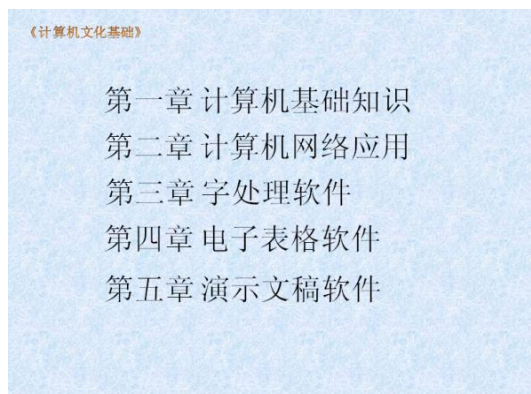 《计算机文化基础》
第一章 计算机基础知识
第二章 计算机网络应用
第三章 字处理软件
第四章 电子表格软件
第五章 演示文稿软件